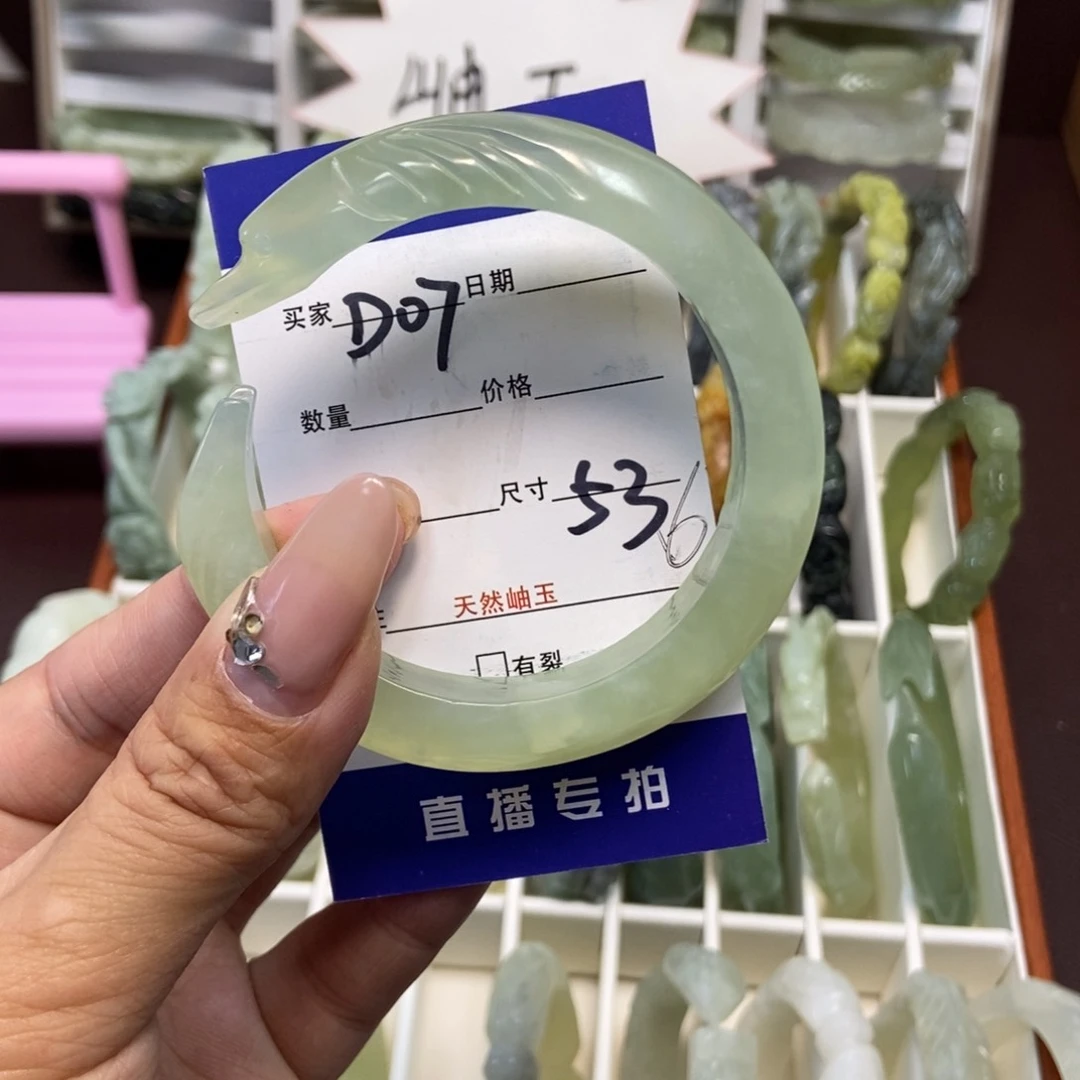 岫玉
买家 D07 日期
数量 价格
尺寸 53 6
天然岫玉
□有裂
直播专拍